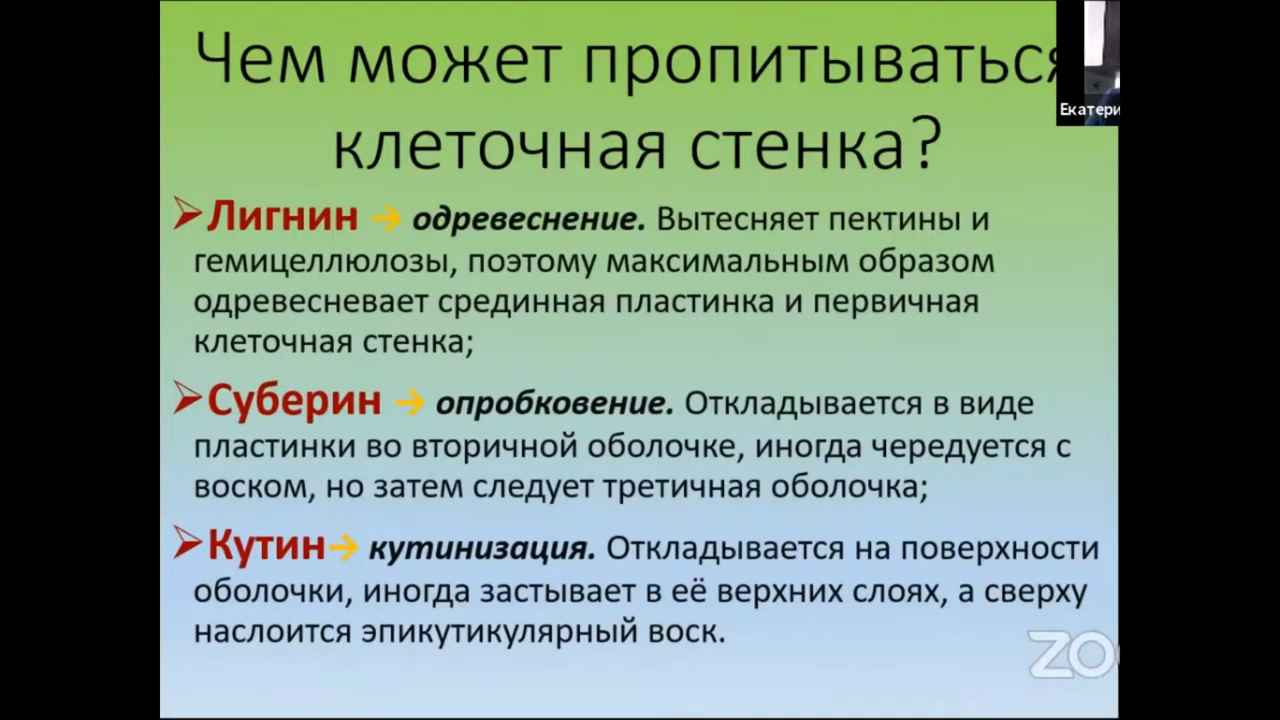 Чем может пропитываться
клеточная стенка?
Екатери
Лигнин → одревеснение. Вытесняет пектины и
гемицеллюлозы, поэтому максимальным образом
одревесневает срединная пластинка и первичная
клеточная стенка;
Суберин → опробковение. Откладывается в виде
пластинки во вторичной оболочке, иногда чередуется с
воском, но затем следует третичная оболочка;
Кутин→ кутинизация. Откладывается на поверхности
оболочки, иногда застывает в её верхних слоях, а сверху
наслоится эпикутикулярный воск.
ZO